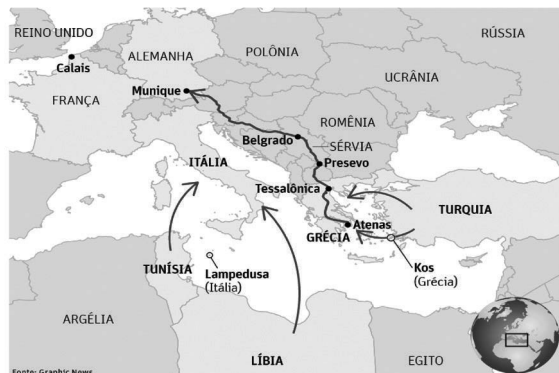 REINO UNIDO
RÚSSIA
ALEMANHA
POLÔNIA
Calais
UCRÂNIA
Munique
FRANÇA
ROMÊNIA
Belgrado
SÉRVIA
ITÁLIA
Presevo
Tessalônica
TURQUIA
Atenas
GRÉCIA
Kos
(Grécia)
TUNÍSIA
Lampedusa
(Itália)
ARGÉLIA
LÍBIA
EGITO
Fonte: Graphic News